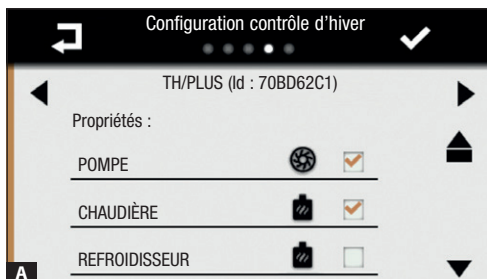 Configuration contrôle d'hiver
TH/PLUS (Id : 70BD62C1)
Propriétés :
POMPE
CHAUDIÈRE
REFROIDISSEUR
A